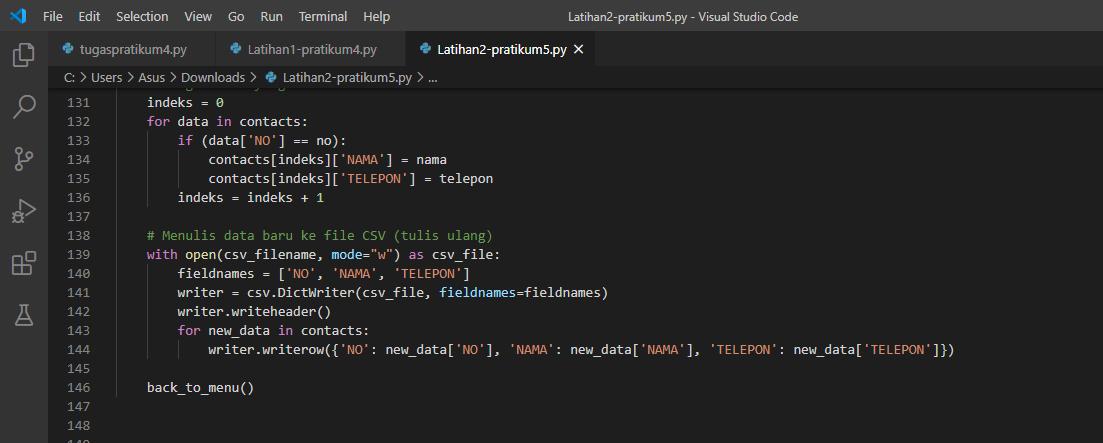 File Edit Selection View Go Run Terminal Help Latihan2-pratikum5.py - Visual Studio Code
tugaspratikum4.py Latihan1-pratikum4.py Latihan2-pratikum5.py
C: > Users > Asus > Downloads > Latihan2-pratikum5.py > ...
131 indeks = 0
132 for data in contacts:
133 if (data['NO'] == no):
134 contacts[indeks]['NAMA'] = nama
135 contacts[indeks]['TELEPON'] = telepon
136 indeks = indeks + 1
137
138 # Menulis data baru ke file CSV (tulis ulang)
139 with open(csv_filename, mode="w") as csv_file:
140 fieldnames = ['NO', 'NAMA', 'TELEPON']
141 writer = csv.DictWriter(csv_file, fieldnames=fieldnames)
142 writer.writeheader()
143 for new_data in contacts:
144 writer.writerow({'NO': new_data['NO'], 'NAMA': new_data['NAMA'], 'TELEPON': new_data['TELEPON']})
145
146 back_to_menu()
147
148